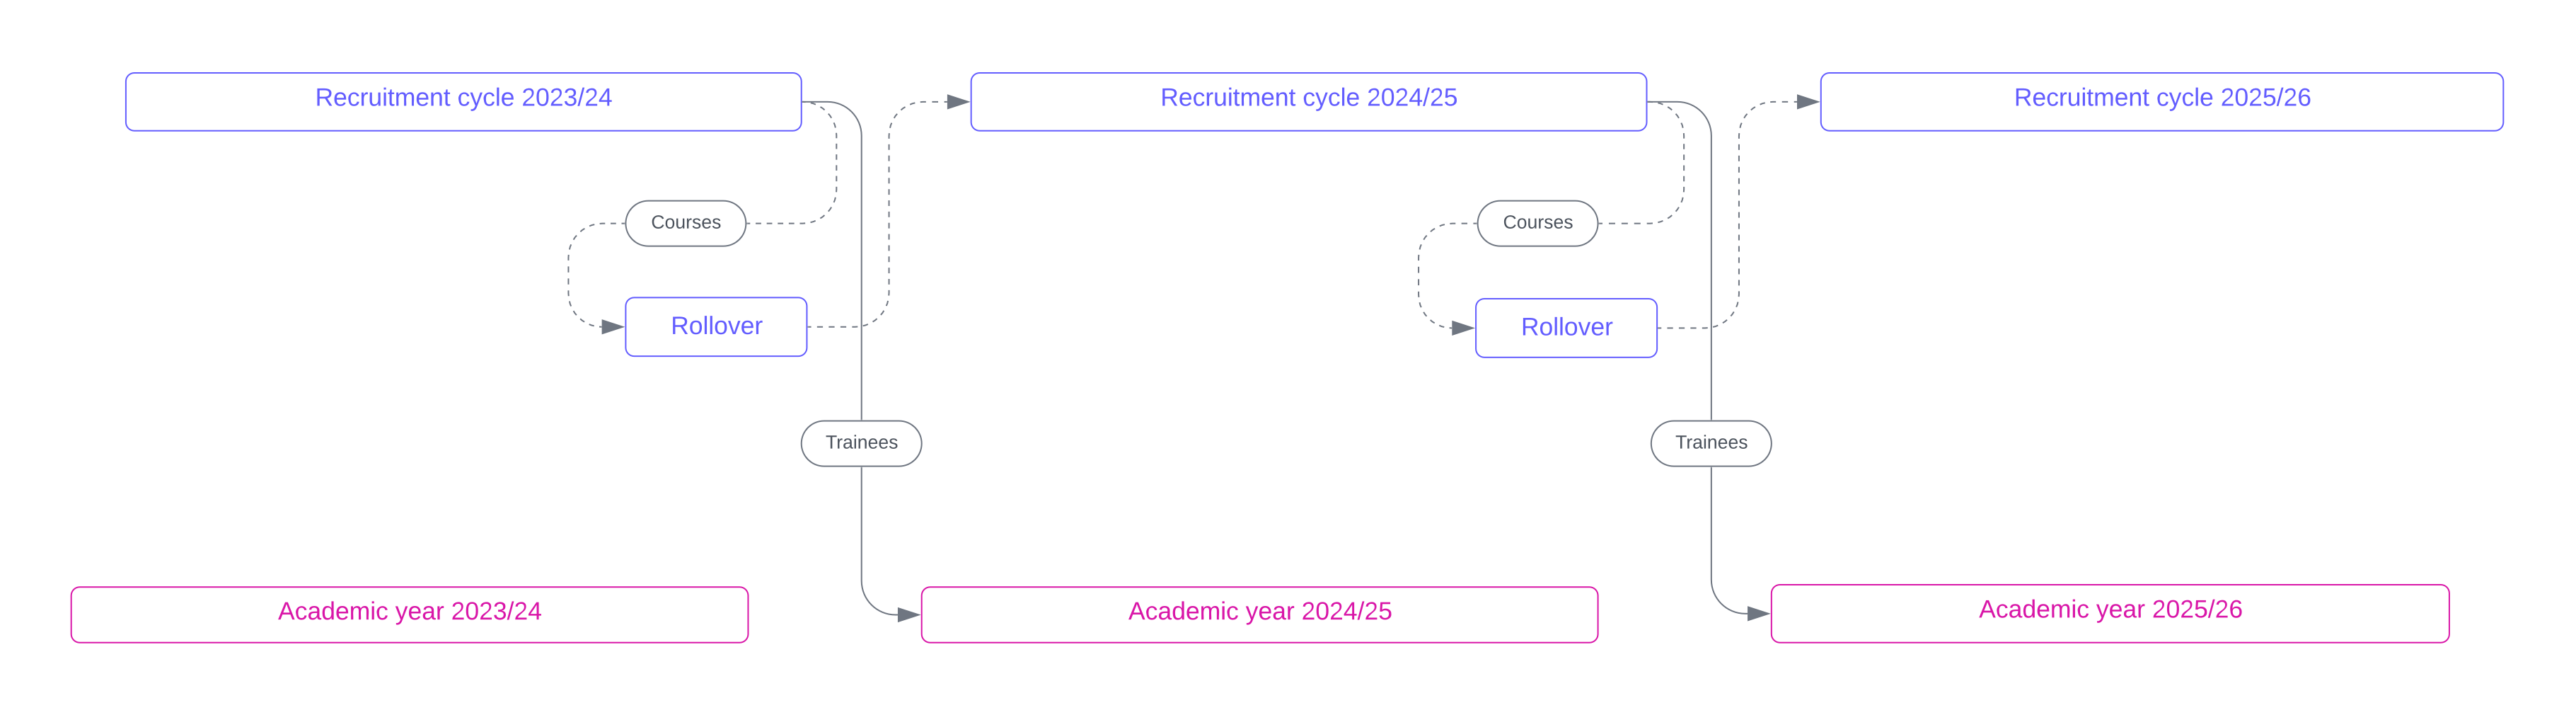 Recruitment cycle 2023/24
Recruitment cycle 2024/25
Recruitment cycle 2025/26
Courses
Courses
Rollover
Rollover
Trainees
Trainees
Academic year 2023/24
Academic year 2024/25
Academic year 2025/26